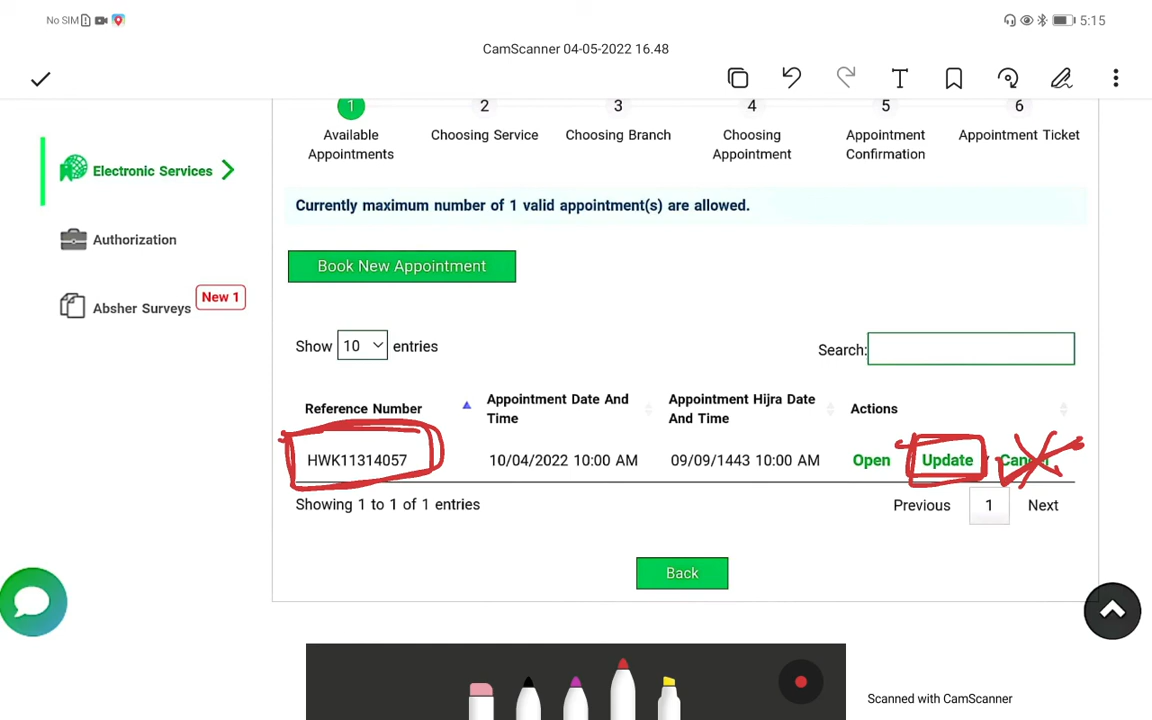 No SIM
5:15
CamScanner 04-05-2022 16.48
1 2 3 4 5 6
Available Appointments
Choosing Service
Choosing Branch
Choosing Appointment
Appointment Confirmation
Appointment Ticket
Electronic Services
Authorization
Absher Surveys New 1
Currently maximum number of 1 valid appointment(s) are allowed.
Book New Appointment
Show 10 entries
Search:
Reference Number
Appointment Date And Time
Appointment Hijra Date And Time
Actions
HWK11314057 10/04/2022 10:00 AM 09/09/1443 10:00 AM Open Update / Cancel
Showing 1 to 1 of 1 entries
Previous 1 Next
Back
Scanned with CamScanner